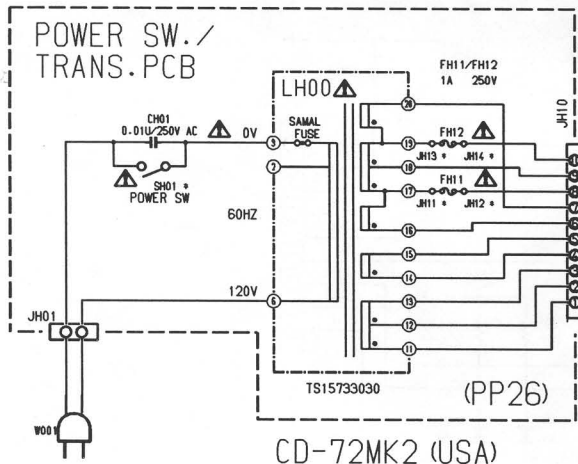 POWER SW./
TRANS.PCB
FH11/FH12
1A 250V
LH00
JH10
CH01
0.01U/250V AC
0V
SAMAL
FUSE
20
3
19
FH12
JH13 * JH14 *
2
18
SH01 *
POWER SW
17
FH11
JH11 * JH12 *
60HZ
16
15
14
120V
6
13
JH01
12
11
TS15733030
(PP26)
W001
CD-72MK2 (USA)